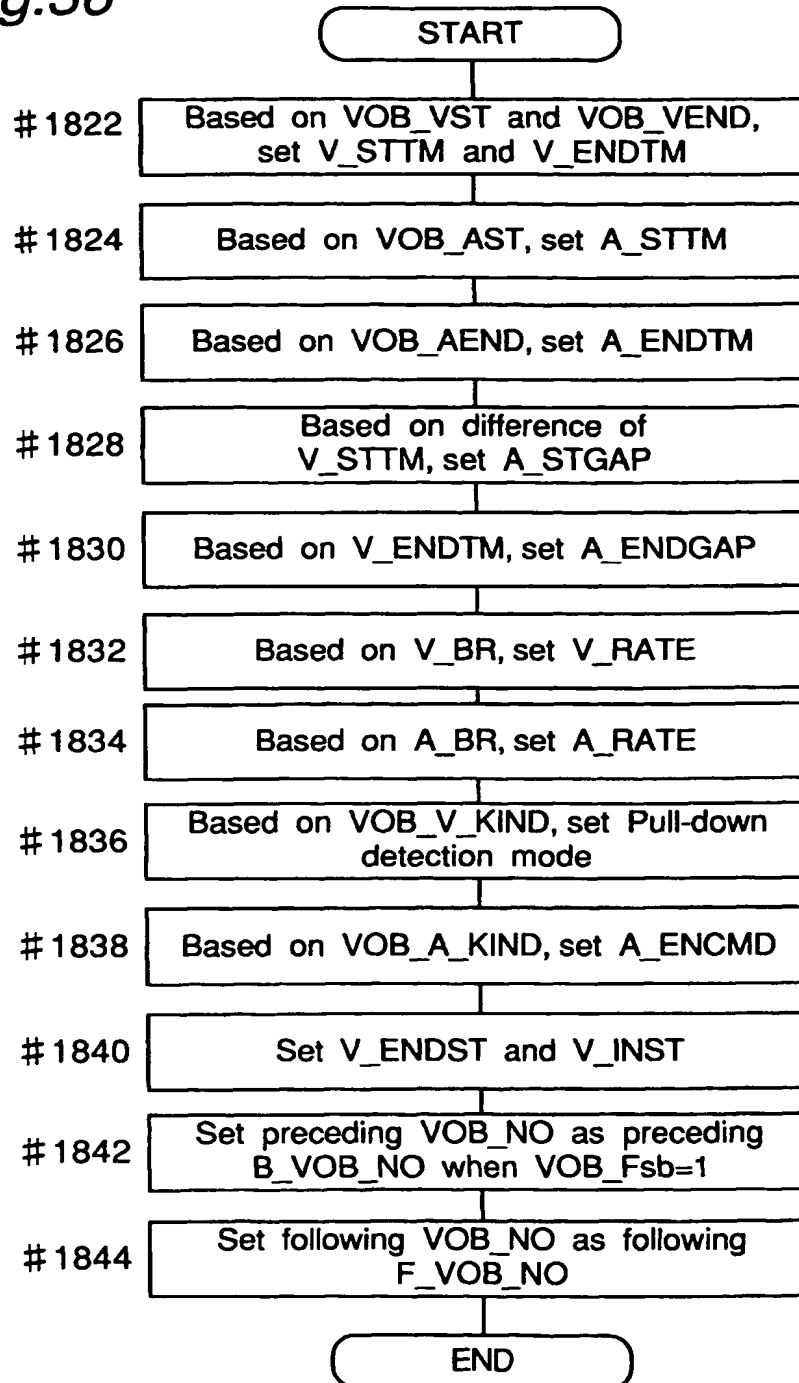 START
#1822
Based on VOB_VST and VOB_VEND,
set V_STTM and V_ENDTM
#1824
Based on VOB_AST, set A_STTM
#1826
Based on VOB_AEND, set A_ENDTM
#1828
Based on difference of
V_STTM, set A_STGAP
#1830
Based on V_ENDTM, set A_ENDGAP
#1832
Based on V_BR, set V_RATE
#1834
Based on A_BR, set A_RATE
#1836
Based on VOB_V_KIND, set Pull-down
detection mode
#1838
Based on VOB_A_KIND, set A_ENCMD
#1840
Set V_ENDST and V_INST
#1842
Set preceding VOB_NO as preceding
B_VOB_NO when VOB_Fsb=1
#1844
Set following VOB_NO as following
F_VOB_NO
END